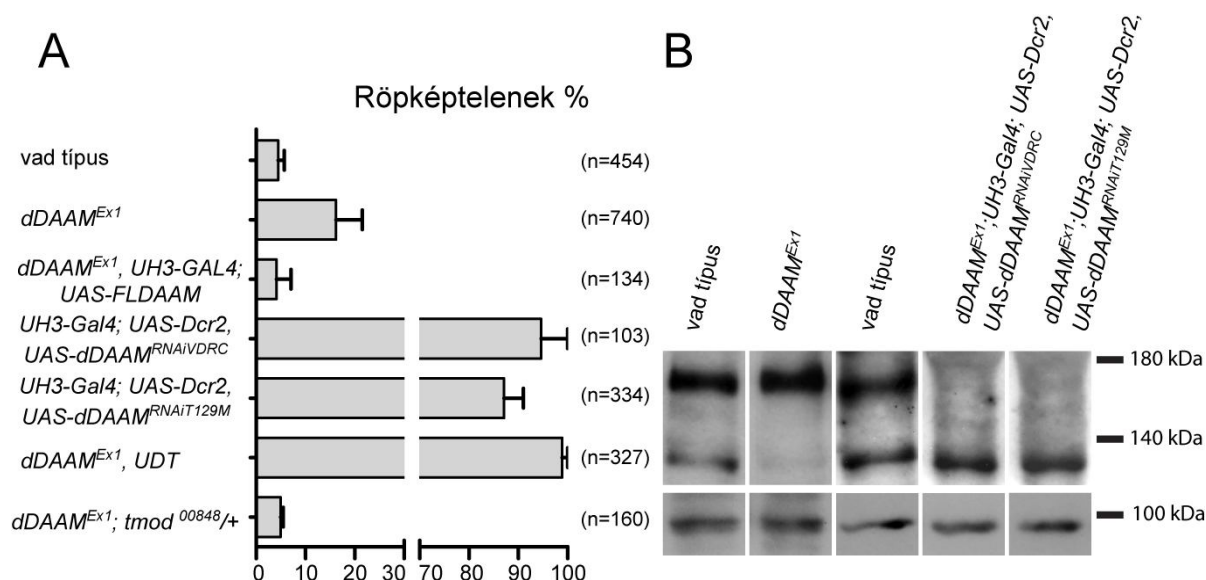 A
Röpképtelenek %
vad típus
(n=454)
dDAAM^Ex1
(n=740)
dDAAM^Ex1, UH3-GAL4;
UAS-FLDAAM
(n=134)
UH3-Gal4; UAS-Dcr2,
UAS-dDAAM^RNAiVDRC
(n=103)
UH3-Gal4; UAS-Dcr2,
UAS-dDAAM^RNAiT129M
(n=334)
dDAAM^Ex1, UDT
(n=327)
dDAAM^Ex1; tmod ^00848/+
(n=160)
0 10 20 30 70 80 90 100
B
vad típus
dDAAM^Ex1
vad típus
dDAAM^Ex1;UH3-Gal4; UAS-Dcr2,
UAS-dDAAM^RNAiVDRC
dDAAM^Ex1;UH3-Gal4; UAS-Dcr2,
UAS-dDAAM^RNAiT129M
180 kDa
140 kDa
100 kDa